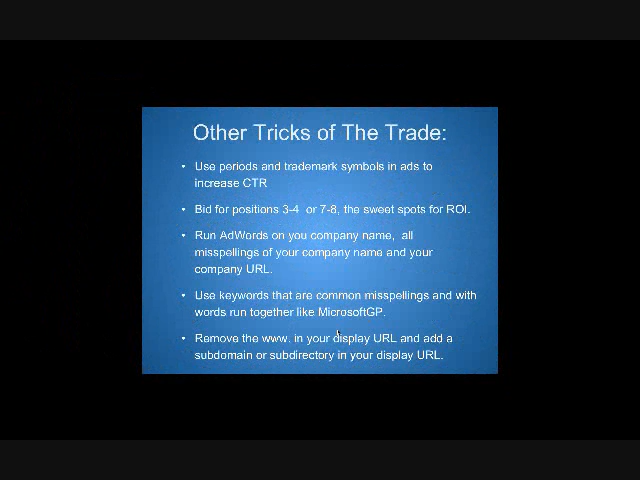 Other Tricks of The Trade:
• Use periods and trademark symbols in ads to
increase CTR
• Bid for positions 3-4 or 7-8, the sweet spots for ROI.
• Run AdWords on you company name, all
misspellings of your company name and your
company URL.
• Use keywords that are common misspellings and with
words run together like MicrosoftGP.
• Remove the www. in your display URL and add a
subdomain or subdirectory in your display URL.